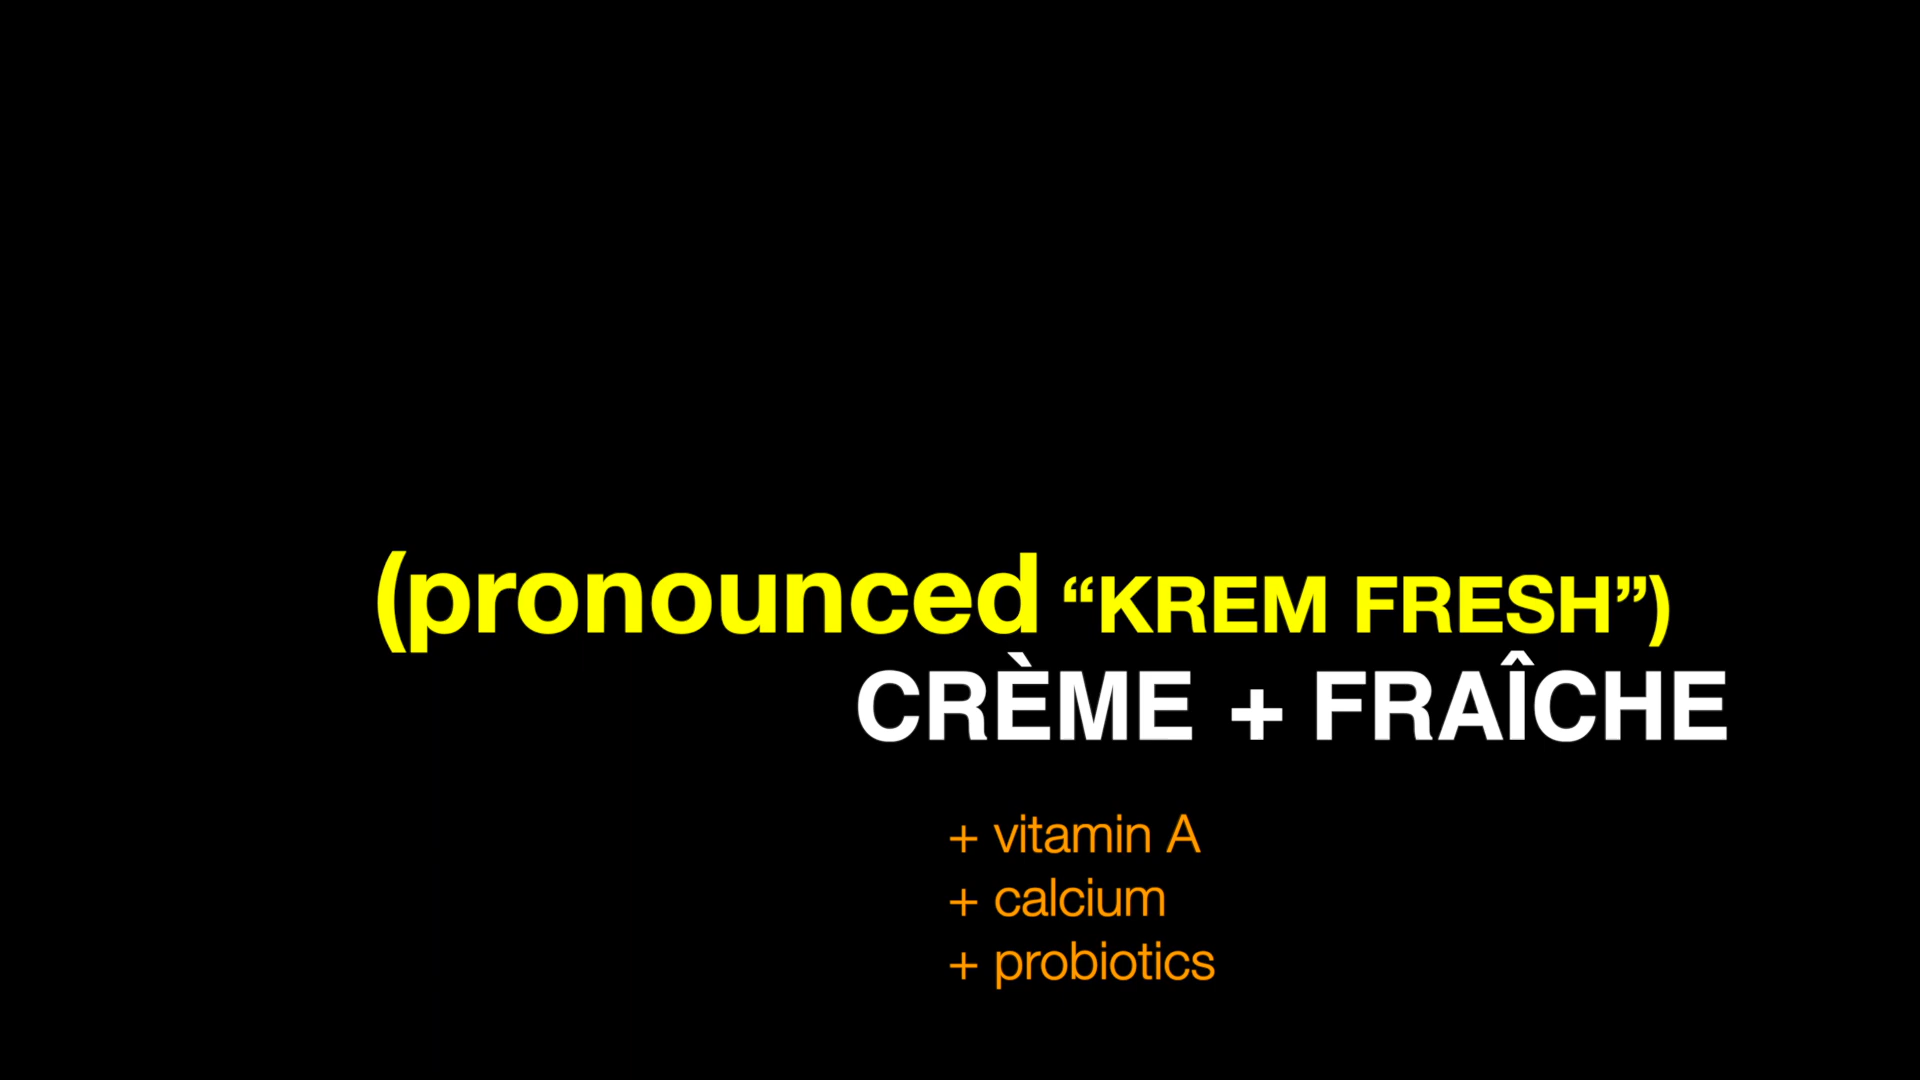 (pronounced “KREM FRESH”)
CRÈME + FRAÎCHE
+ vitamin A
+ calcium
+ probiotics